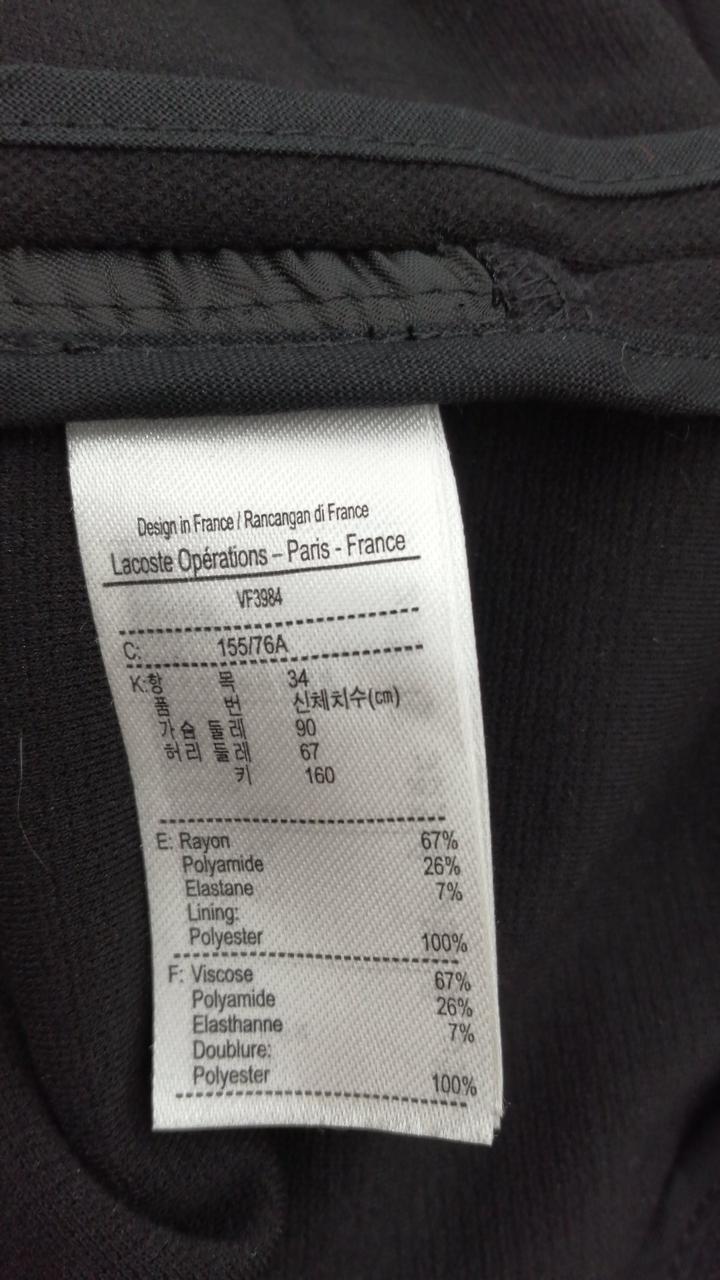 Design in France / Rancangan di France
Lacoste Opérations – Paris - France
VF3984
C: 155/76A
K:항 목 34
품 번 신체치수(cm)
가슴 둘레 90
허리 둘레 67
키 160
E: Rayon 67%
Polyamide 26%
Elastane 7%
Lining:
Polyester 100%
F: Viscose 67%
Polyamide 26%
Elasthanne 7%
Doublure:
Polyester 100%